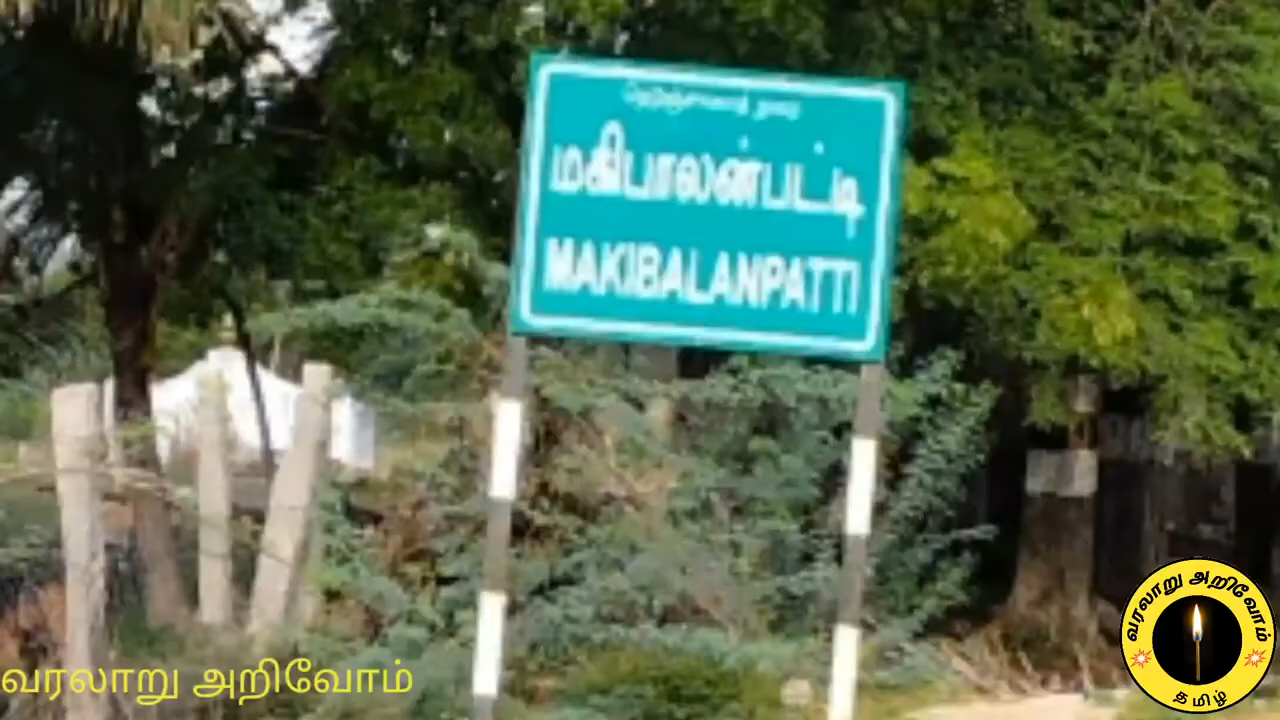 நெடுஞ்சாலைத் துறை
மகிபாலன்பட்டி
MAKIBALANPATTI
வரலாறு அறிவோம்
வரலாறு அறிவோம்
தமிழ்